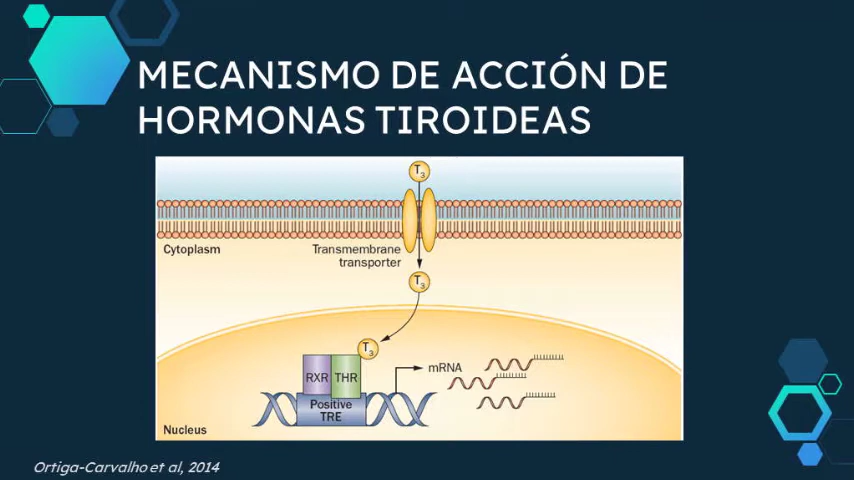 MECANISMO DE ACCIÓN DE
HORMONAS TIROIDEAS
T3
Cytoplasm
Transmembrane
transporter
T3
T3
RXR THR
mRNA
Positive
TRE
Nucleus
Ortiga-Carvalho et al, 2014